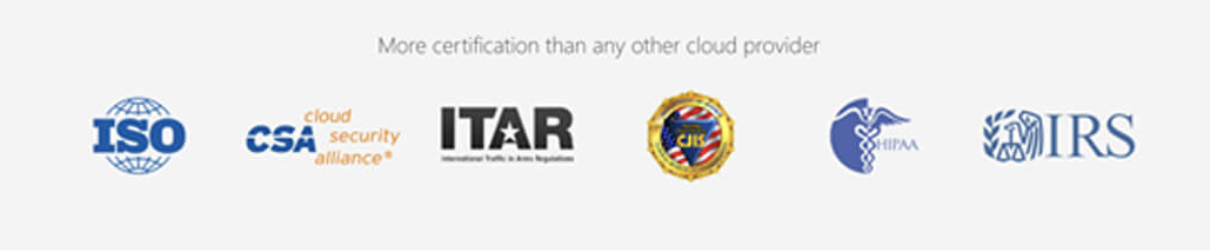 More certification than any other cloud provider
ISO
CSA cloud security alliance®
ITAR
International Traffic in Arms Regulations
CJIS
HIPAA
IRS